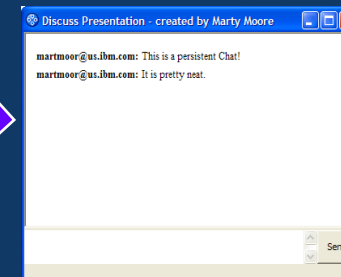 Discuss Presentation - created by Marty Moore
martmoor@us.ibm.com: This is a persistent Chat!
martmoor@us.ibm.com: It is pretty neat.
Sen